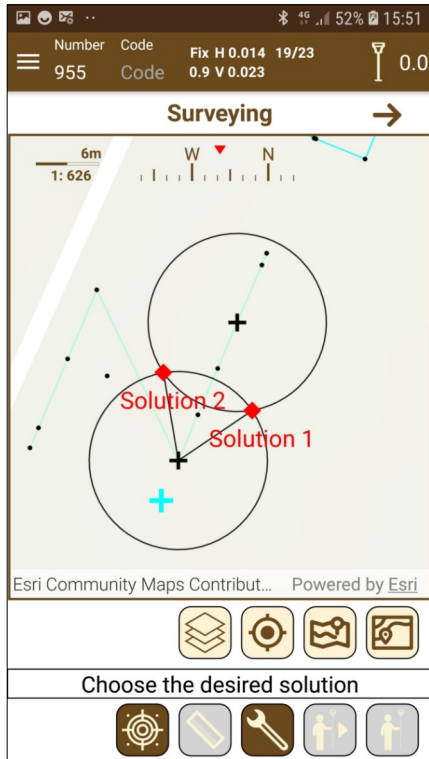 4G 52% 15:51
Number Code Fix H 0.014 19/23
955 Code 0.9 V 0.023 0.0
Surveying
6m
1: 626
W N
Solution 2
Solution 1
Esri Community Maps Contribut... Powered by Esri
Choose the desired solution